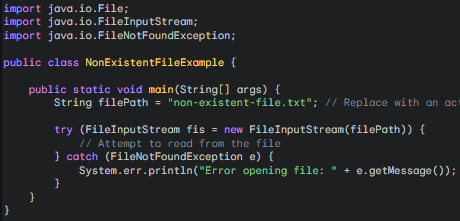 import java.io.File;
import java.io.FileInputStream;
import java.io.FileNotFoundException;
public class NonExistentFileExample {
public static void main(String[] args) {
String filePath = "non-existent-file.txt"; // Replace with an
try (FileInputStream fis = new FileInputStream(filePath)) {
// Attempt to read from the file
} catch (FileNotFoundException e) {
System.err.println("Error opening file: " + e.getMessage());
}
}
}